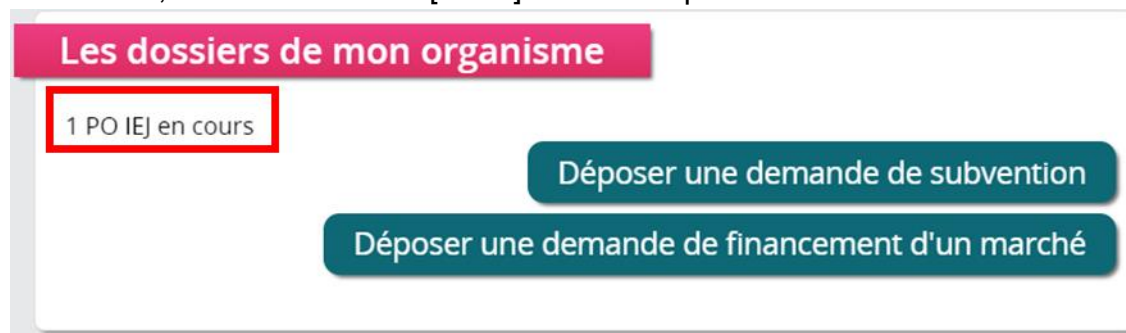 Les dossiers de mon organisme
1 PO IEJ en cours
Déposer une demande de subvention
Déposer une demande de financement d'un marché